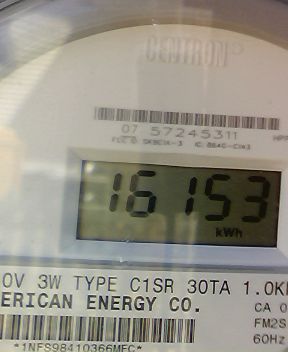 CENTRON®
07 57245311
16153
kWh
0V 3W TYPE C1SR 30TA 1.0K
ERICAN ENERGY CO.
CA 0
FM2S
60Hz
*1NFS98410366MEC*